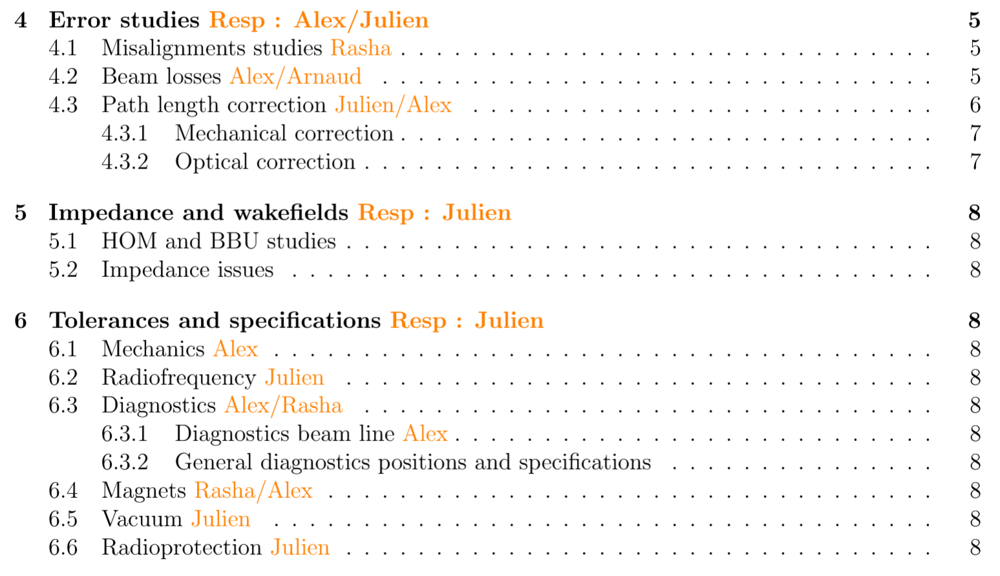 4 Error studies Resp : Alex/Julien 5
4.1 Misalignments studies Rasha . . . . . . . . . . . . . . . . . . . . . . . . . . . . . . 5
4.2 Beam losses Alex/Arnaud . . . . . . . . . . . . . . . . . . . . . . . . . . . . . . . 5
4.3 Path length correction Julien/Alex . . . . . . . . . . . . . . . . . . . . . . . . . . 6
4.3.1 Mechanical correction . . . . . . . . . . . . . . . . . . . . . . . . . . . . . . 7
4.3.2 Optical correction . . . . . . . . . . . . . . . . . . . . . . . . . . . . . . . . 7
5 Impedance and wakefields Resp : Julien 8
5.1 HOM and BBU studies . . . . . . . . . . . . . . . . . . . . . . . . . . . . . . . . . 8
5.2 Impedance issues . . . . . . . . . . . . . . . . . . . . . . . . . . . . . . . . . . . . 8
6 Tolerances and specifications Resp : Julien 8
6.1 Mechanics Alex . . . . . . . . . . . . . . . . . . . . . . . . . . . . . . . . . . . . . 8
6.2 Radiofrequency Julien . . . . . . . . . . . . . . . . . . . . . . . . . . . . . . . . . 8
6.3 Diagnostics Alex/Rasha . . . . . . . . . . . . . . . . . . . . . . . . . . . . . . . . 8
6.3.1 Diagnostics beam line Alex . . . . . . . . . . . . . . . . . . . . . . . . . . . 8
6.3.2 General diagnostics positions and specifications . . . . . . . . . . . . . . . 8
6.4 Magnets Rasha/Alex . . . . . . . . . . . . . . . . . . . . . . . . . . . . . . . . . . 8
6.5 Vacuum Julien . . . . . . . . . . . . . . . . . . . . . . . . . . . . . . . . . . . . . 8
6.6 Radioprotection Julien . . . . . . . . . . . . . . . . . . . . . . . . . . . . . . . . . 8